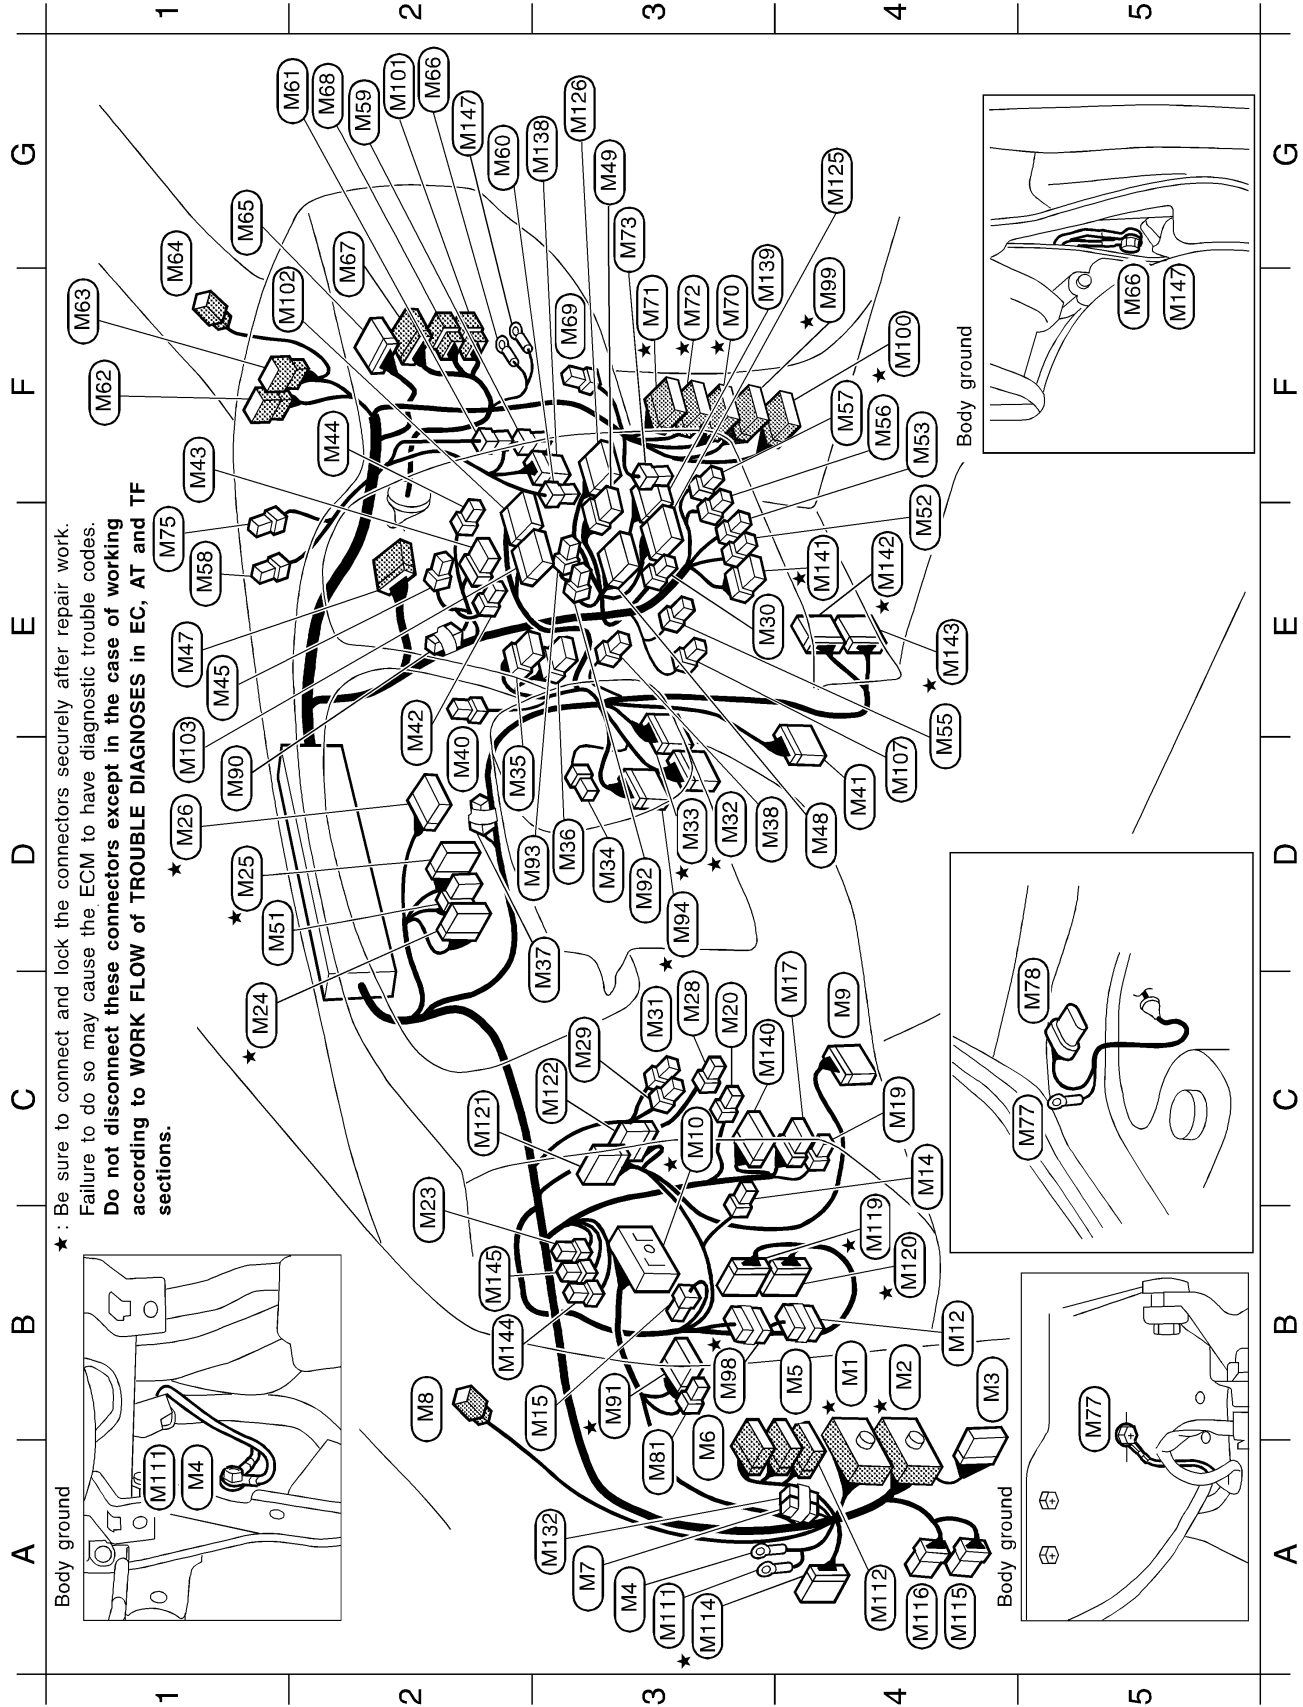 ★ : Be sure to connect and lock the connectors securely after repair work.
Failure to do so may cause the ECM to have diagnostic trouble codes.
Do not disconnect these connectors except in the case of working
according to WORK FLOW of TROUBLE DIAGNOSES in EC, AT and TF
sections.
A
B
C
D
E
F
G
1
2
3
4
5
Body ground
M111
M4
M8
M23
M145
M144
M15
★ M91
M81
M6
M132
M7
M4
M111
★ M114
M112
M116
M115
M121
M122
M29
M31
M28
M20
M140
M17
M9
M19
M14
★ M10
★ M119
★ M120
M12
★ M98
M5
★ M1
★ M2
M3
★ M24
M51
★ M25
★ M26
M90
M103
M45
M47
M58
M75
M43
M44
M62
M63
M64
M102
M65
M67
M61
M68
M59
M101
M66
M147
M60
M138
M126
M49
M73
M69
★ M71
★ M72
★ M70
M139
M125
★ M99
★ M100
M57
M56
M53
M52
★ M141
★ M142
★ M143
M30
M55
M107
M41
M48
M38
★ M32
★ M33
★ M94
M92
M34
M36
M93
M35
M40
M42
M37
Body ground
M77
M77
M78
Body ground
M66
M147
A
B
C
D
E
F
G
1
2
3
4
5